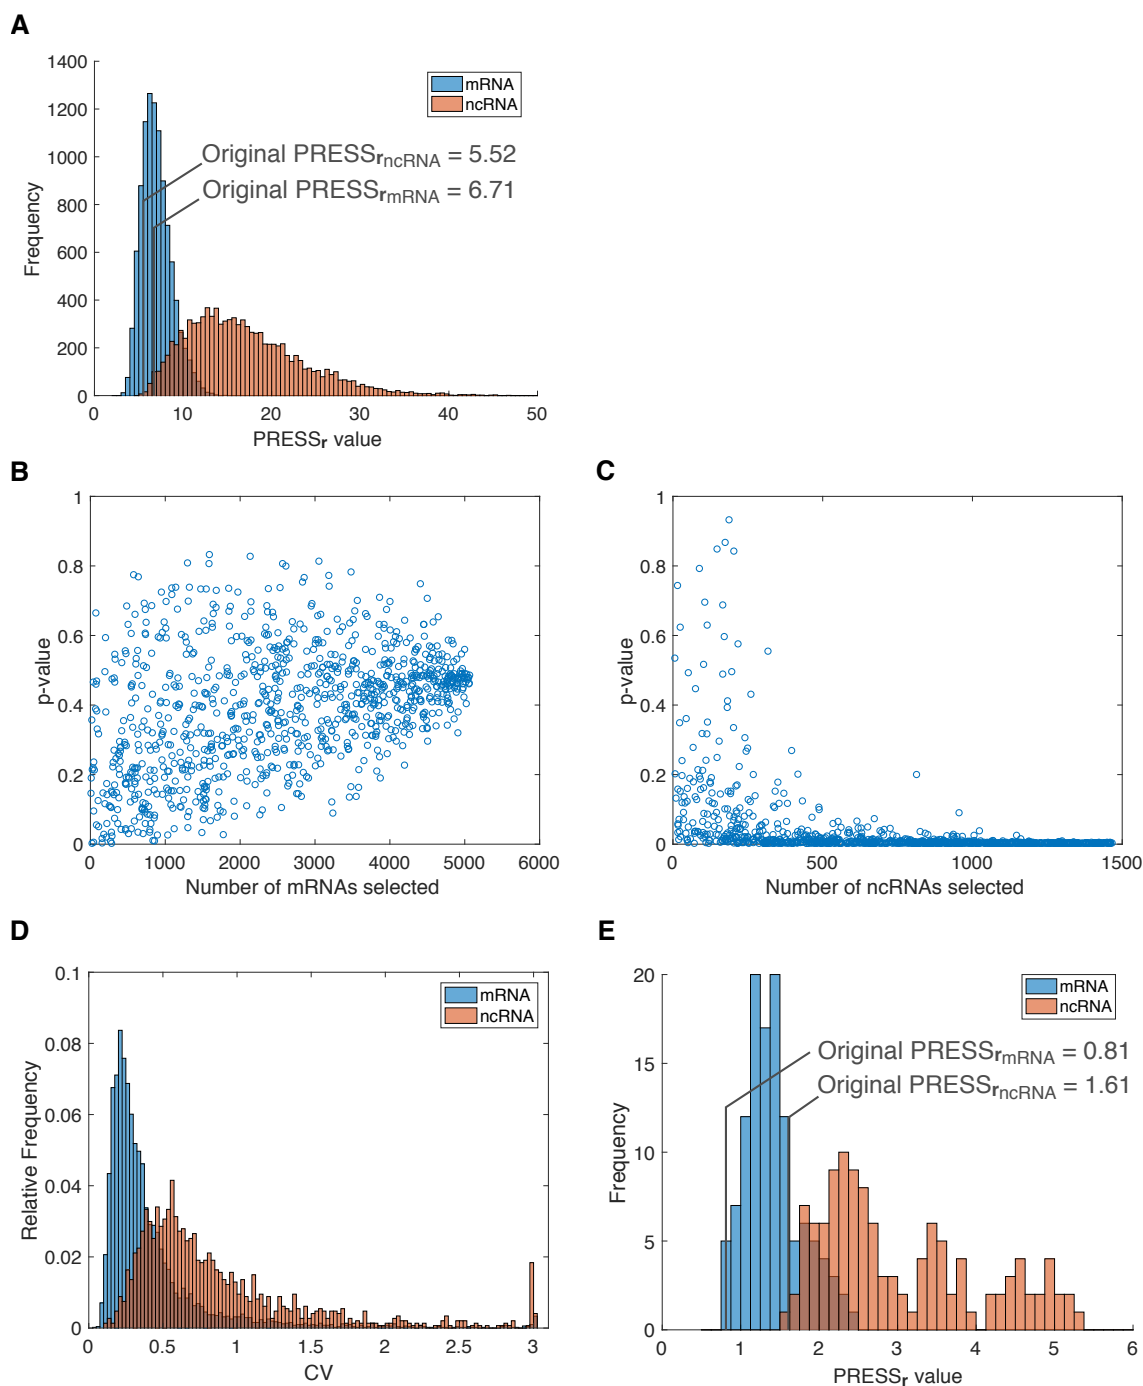 A
1400
1200
1000
800
600
400
200
0
Frequency
mRNA
ncRNA
Original PRESSrncRNA = 5.52
Original PRESSrmRNA = 6.71
0 10 20 30 40 50
PRESSr value
B
1
0.8
0.6
0.4
0.2
0
p-value
0 1000 2000 3000 4000 5000 6000
Number of mRNAs selected
C
1
0.8
0.6
0.4
0.2
0
p-value
0 500 1000 1500
Number of ncRNAs selected
D
0.1
0.08
0.06
0.04
0.02
0
Relative Frequency
mRNA
ncRNA
0 0.5 1 1.5 2 2.5 3
CV
E
20
15
10
5
0
Frequency
mRNA
ncRNA
Original PRESSrmRNA = 0.81
Original PRESSrncRNA = 1.61
0 1 2 3 4 5 6
PRESSr value